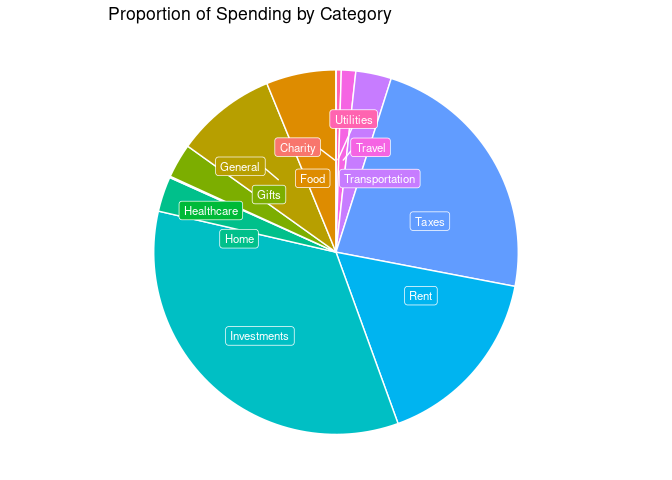 Proportion of Spending by Category
Utilities
Charity
Travel
General
Food
Transportation
Gifts
Healthcare
Taxes
Home
Rent
Investments